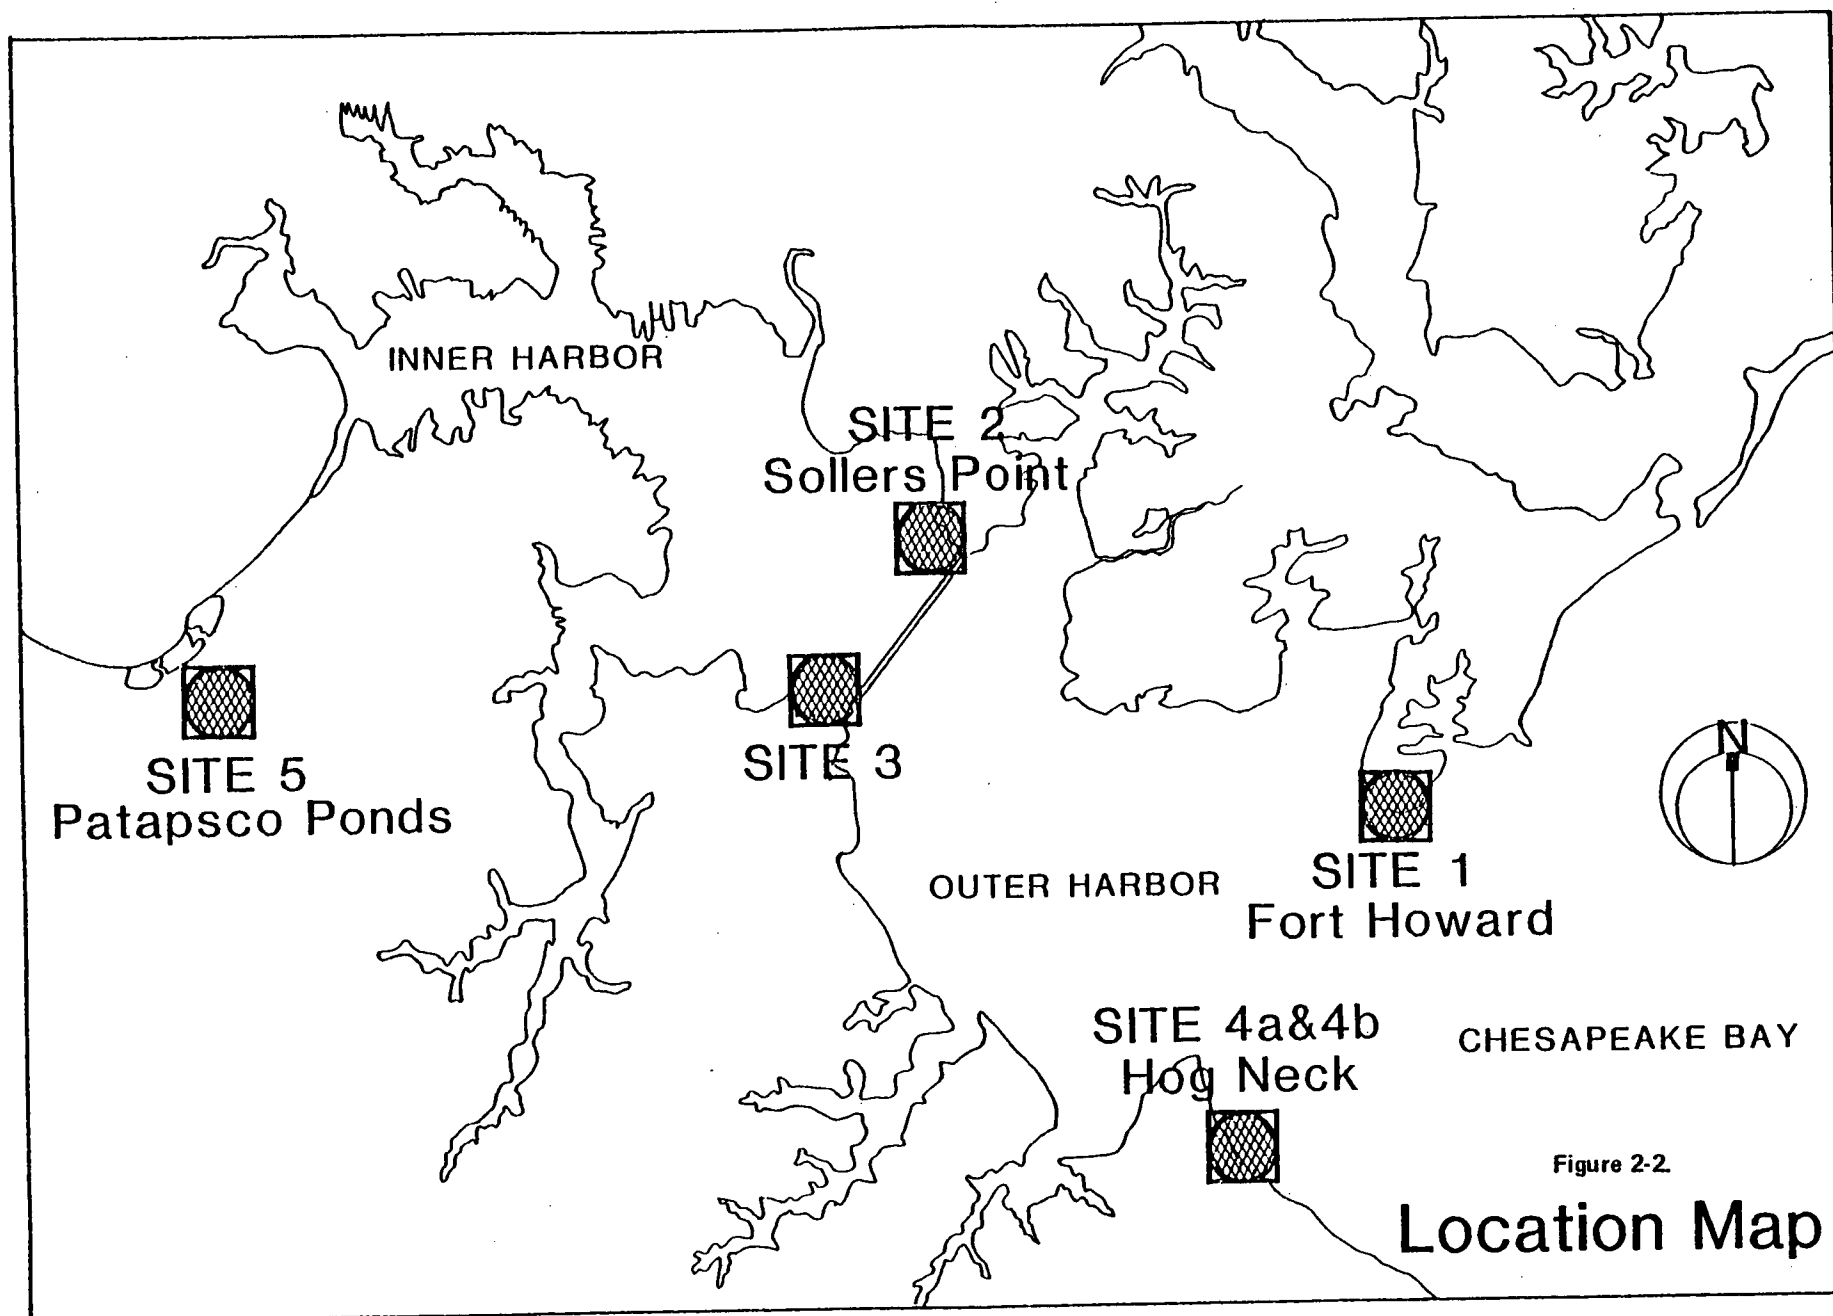 INNER HARBOR
SITE 2
Sollers Point
SITE 5
Patapsco Ponds
SITE 3
N
OUTER HARBOR
SITE 1
Fort Howard
SITE 4a&4b
Hog Neck
CHESAPEAKE BAY
Figure 2-2.
Location Map